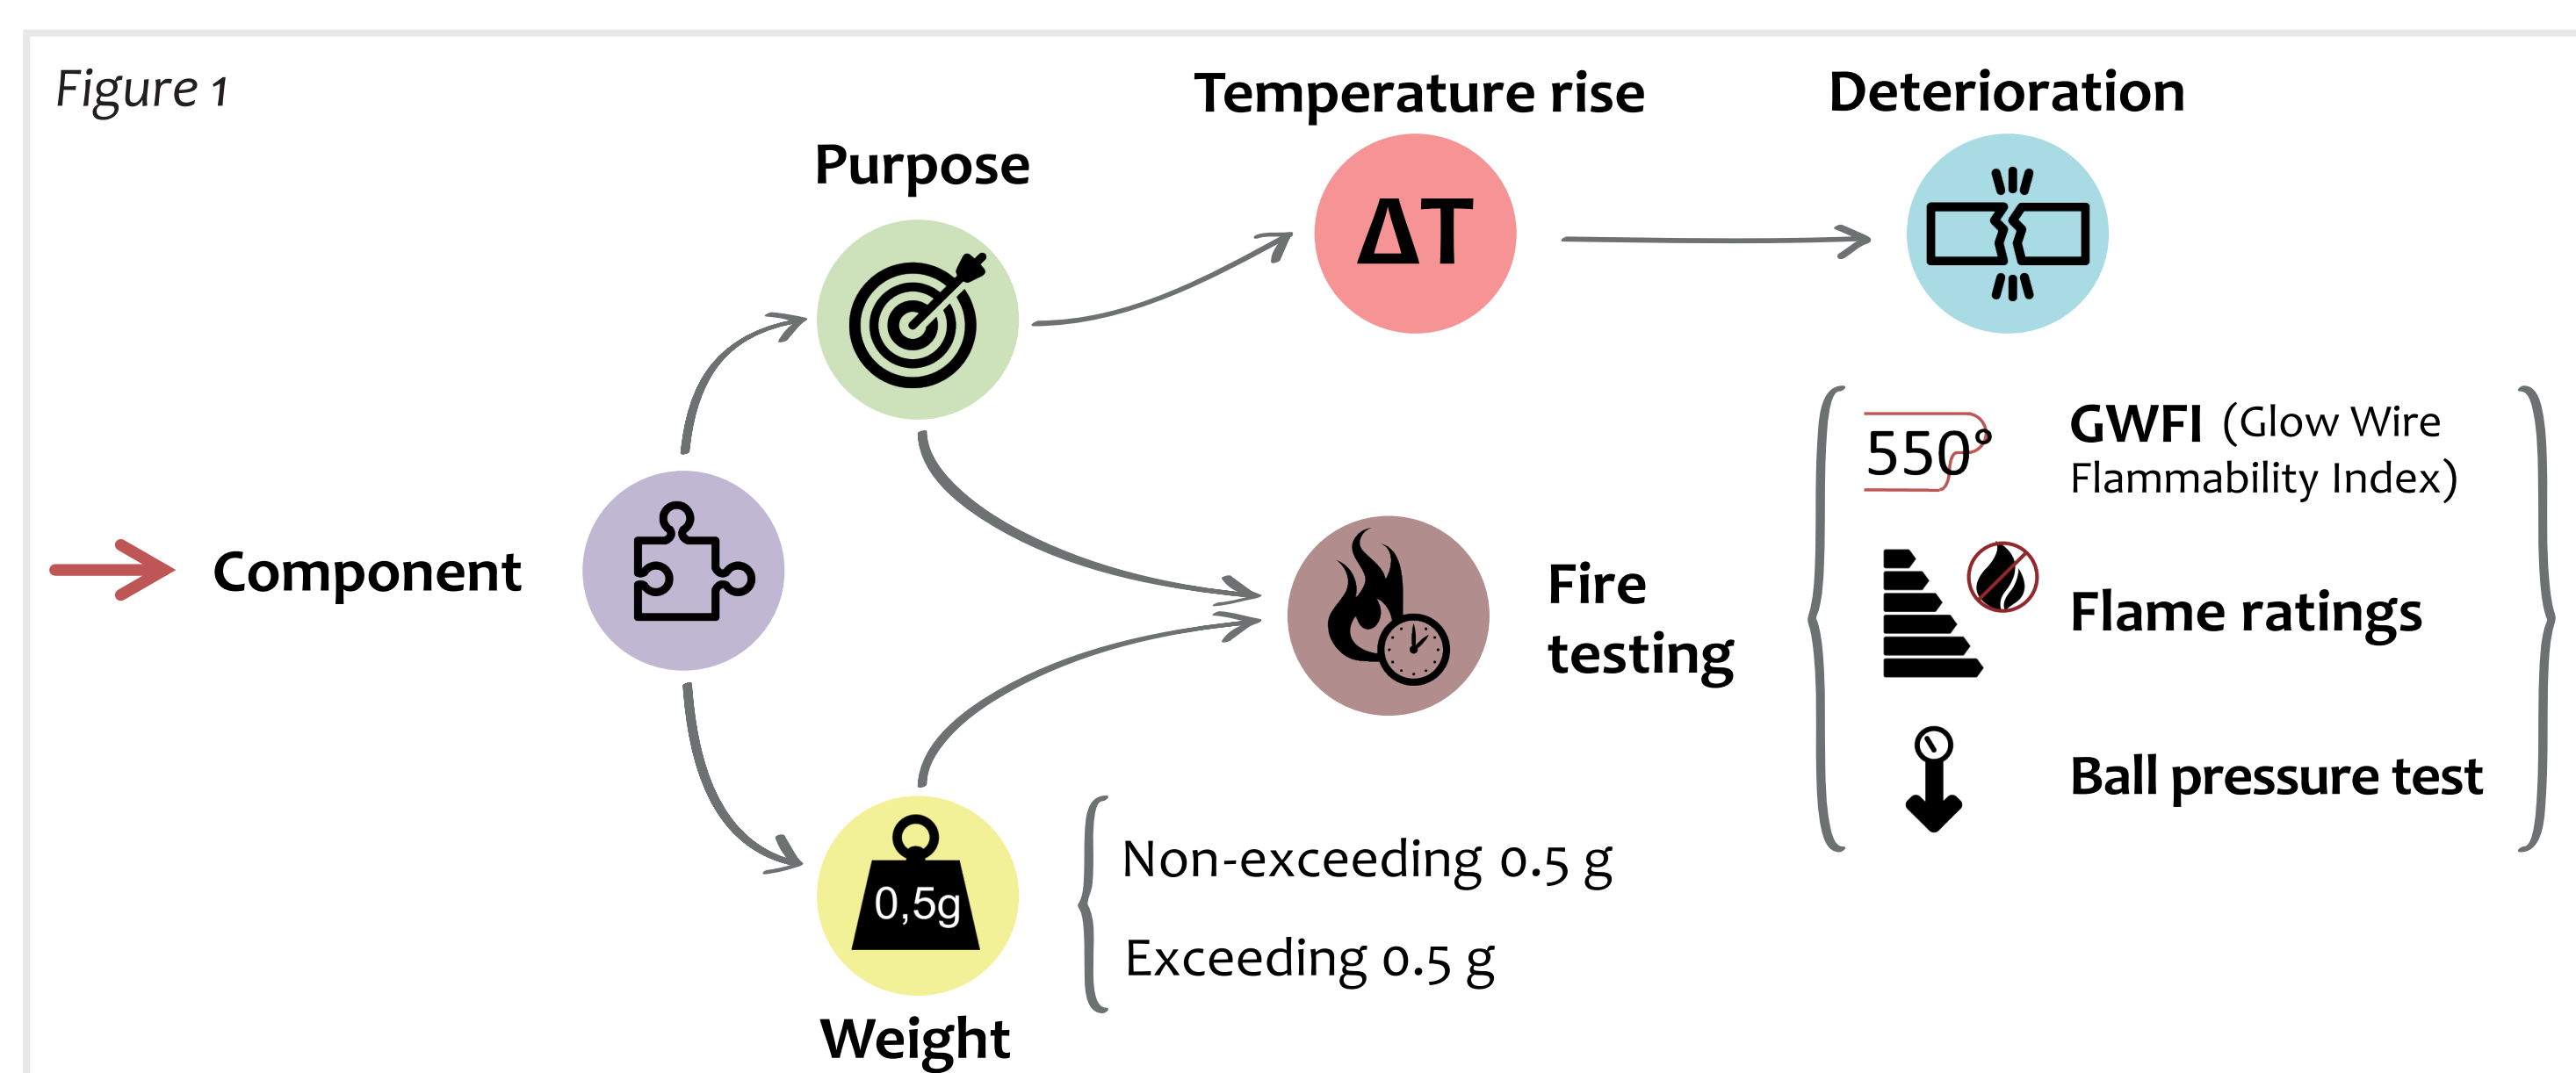 Figure 1
Temperature rise
Deterioration
Purpose
ΔT
GWFI (Glow Wire
Flammability Index)
550°
Component
Fire
testing
Flame ratings
Ball pressure test
0,5g
Non-exceeding 0.5 g
Exceeding 0.5 g
Weight